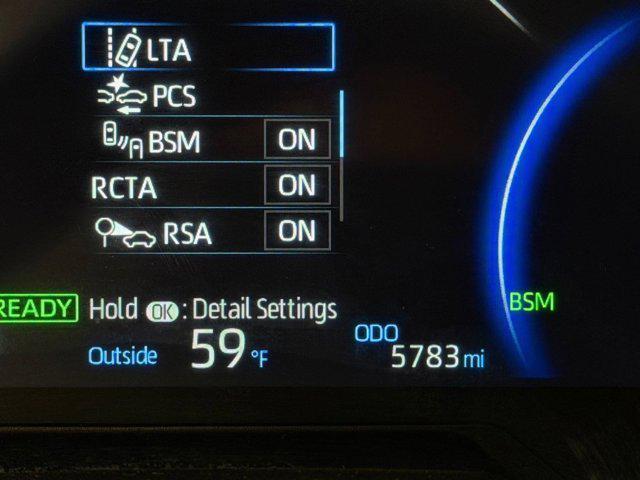 LTA
PCS
BSM ON
RCTA ON
RSA ON
READY Hold OK : Detail Settings
BSM
Outside 59 °F
ODO
5783 mi